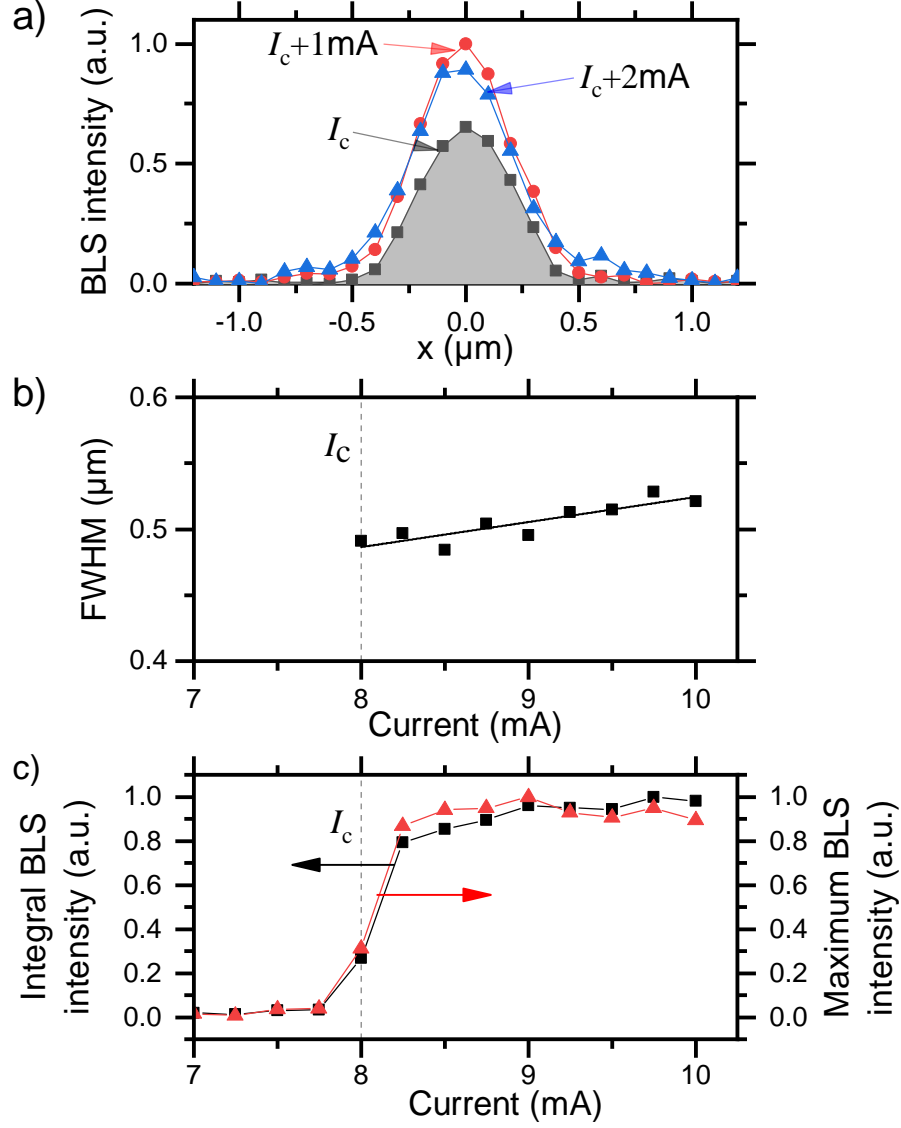 a)
BLS intensity (a.u.)
1.0
0.5
0.0
I_c+1mA
I_c+2mA
I_c
-1.0
-0.5
0.0
0.5
1.0
x (µm)
b)
FWHM (µm)
0.6
0.5
0.4
I_c
7
8
9
10
Current (mA)
c)
Integral BLS
intensity (a.u.)
1.0
0.8
0.6
0.4
0.2
0.0
I_c
1.0
0.8
0.6
0.4
0.2
0.0
Maximum BLS
intensity (a.u.)
7
8
9
10
Current (mA)